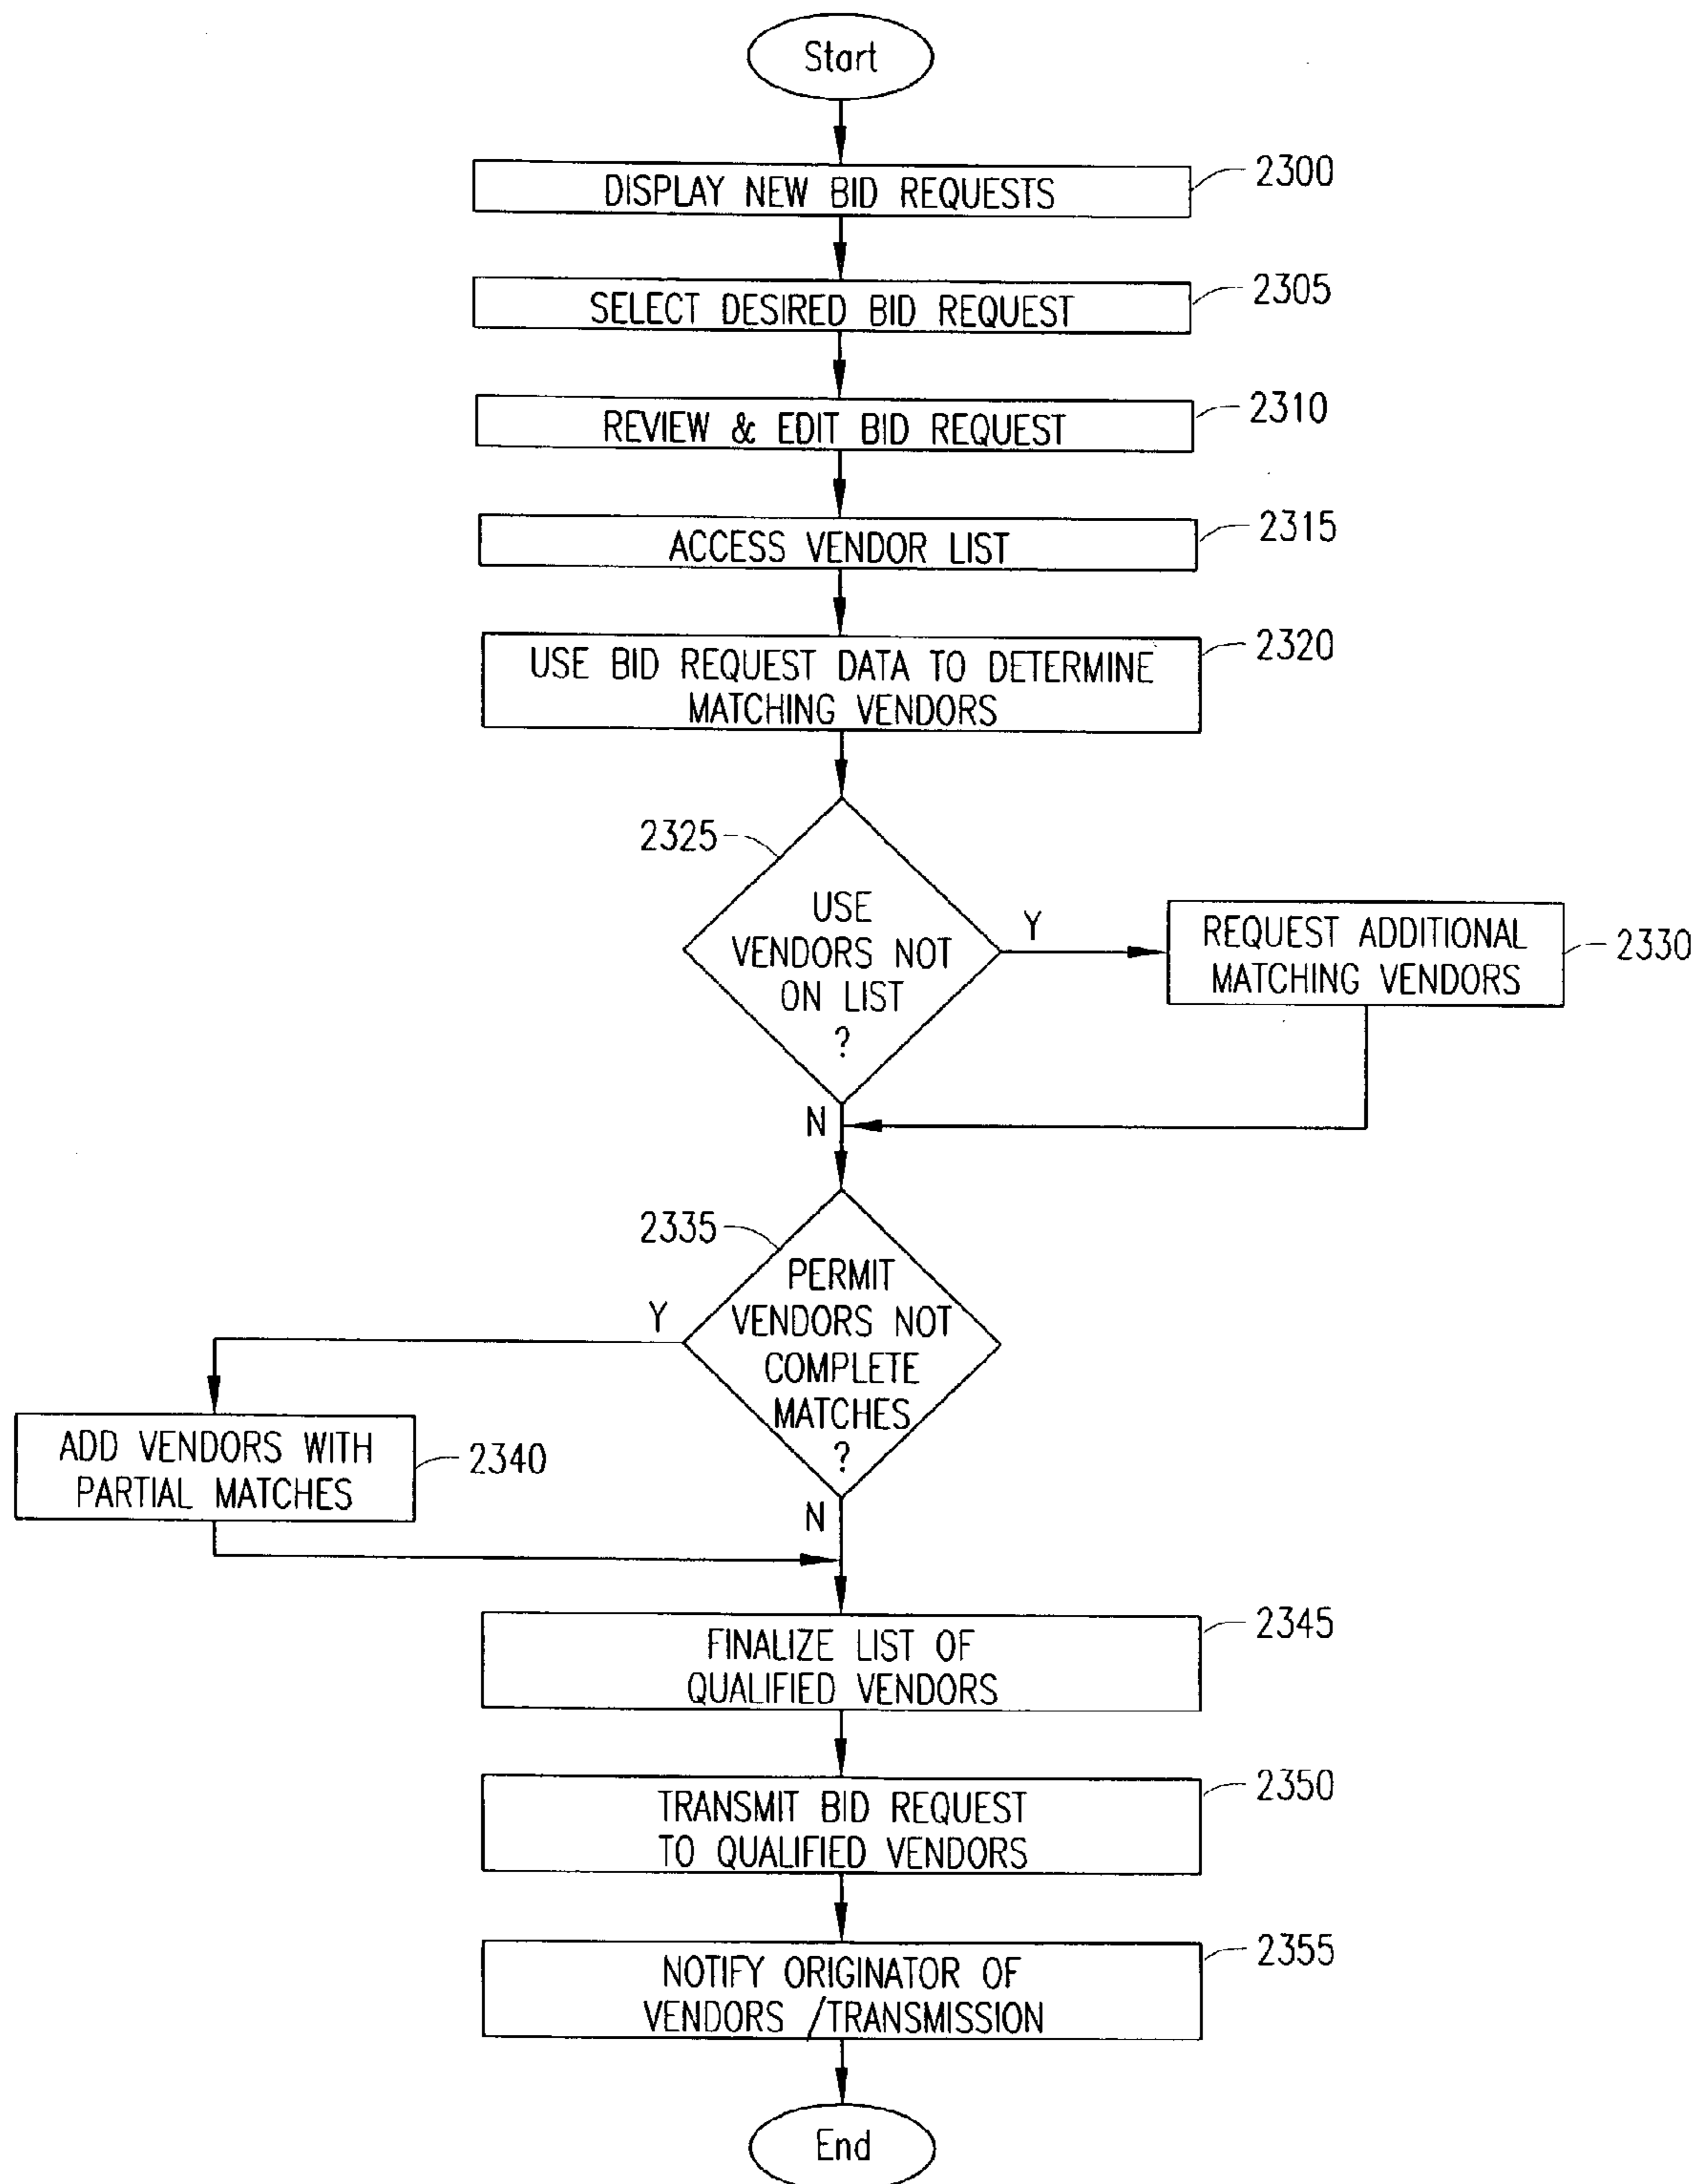 Start
DISPLAY NEW BID REQUESTS
2300
SELECT DESIRED BID REQUEST
2305
REVIEW & EDIT BID REQUEST
2310
ACCESS VENDOR LIST
2315
USE BID REQUEST DATA TO DETERMINE
MATCHING VENDORS
2320
2325
USE
VENDORS NOT
ON LIST
?
Y
REQUEST ADDITIONAL
MATCHING VENDORS
2330
N
2335
PERMIT
VENDORS NOT
COMPLETE
MATCHES
?
Y
ADD VENDORS WITH
PARTIAL MATCHES
2340
N
FINALIZE LIST OF
QUALIFIED VENDORS
2345
TRANSMIT BID REQUEST
TO QUALIFIED VENDORS
2350
NOTIFY ORIGINATOR OF
VENDORS /TRANSMISSION
2355
End